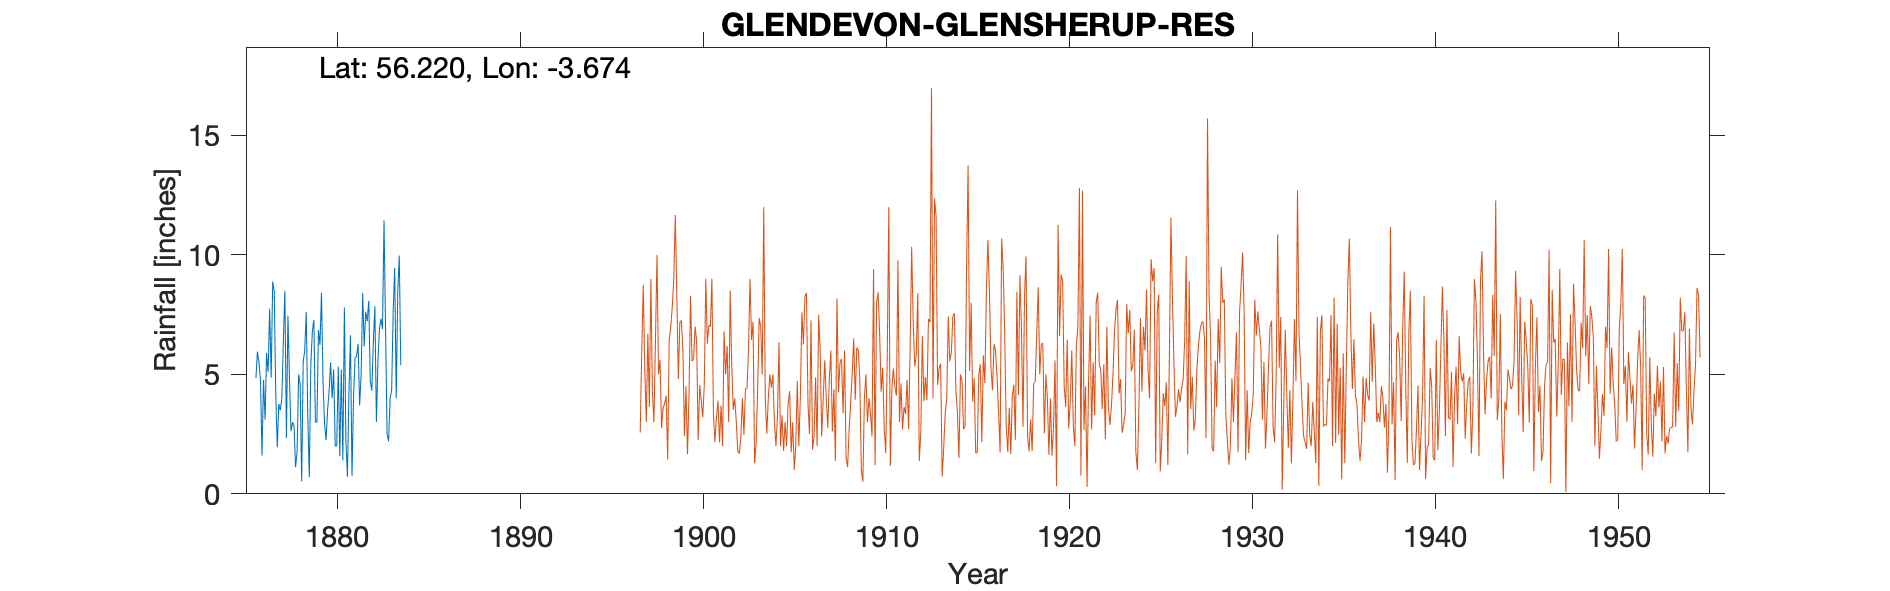 GLENDEVON-GLENSHERUP-RES
Lat: 56.220, Lon: -3.674
15
10
5
0
Rainfall [inches]
1880 1890 1900 1910 1920 1930 1940 1950
Year